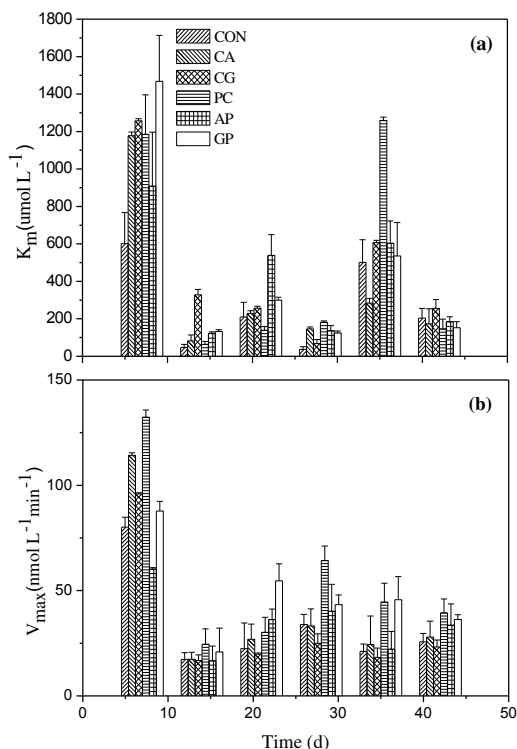 1800
(a)
1600
CON
CA
1400
CG
PC
1200
AP
GP
1000
800
600
400
200
0
K_m(umol L^-1)
150
(b)
100
50
0
V_max(nmol L^-1 min^-1)
0 10 20 30 40 50
Time (d)